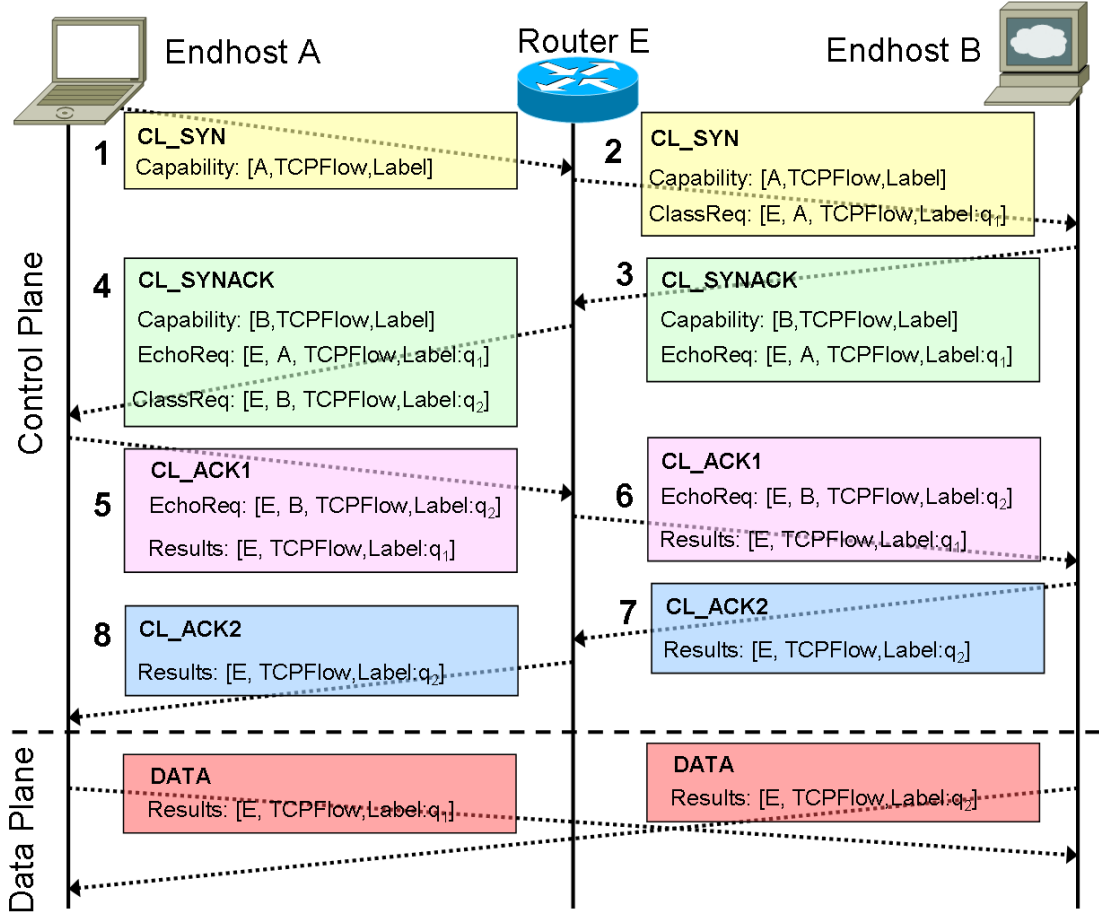 Endhost A
Router E
Endhost B
Control Plane
1
CL_SYN
Capability: [A,TCPFlow,Label]
2
CL_SYN
Capability: [A,TCPFlow,Label]
ClassReq: [E, A, TCPFlow,Label:q₁]
4
CL_SYNACK
Capability: [B,TCPFlow,Label]
EchoReq: [E, A, TCPFlow,Label:q₁]
ClassReq: [E, B, TCPFlow,Label:q₂]
3
CL_SYNACK
Capability: [B,TCPFlow,Label]
EchoReq: [E, A, TCPFlow,Label:q₁]
5
CL_ACK1
EchoReq: [E, B, TCPFlow,Label:q₂]
Results: [E, TCPFlow,Label:q₁]
6
CL_ACK1
EchoReq: [E, B, TCPFlow,Label:q₂]
Results: [E, TCPFlow,Label:q₁]
8
CL_ACK2
Results: [E, TCPFlow,Label:q₂]
7
CL_ACK2
Results: [E, TCPFlow,Label:q₂]
Data Plane
DATA
Results: [E, TCPFlow,Label:q₁]
DATA
Results: [E, TCPFlow,Label:q₂]